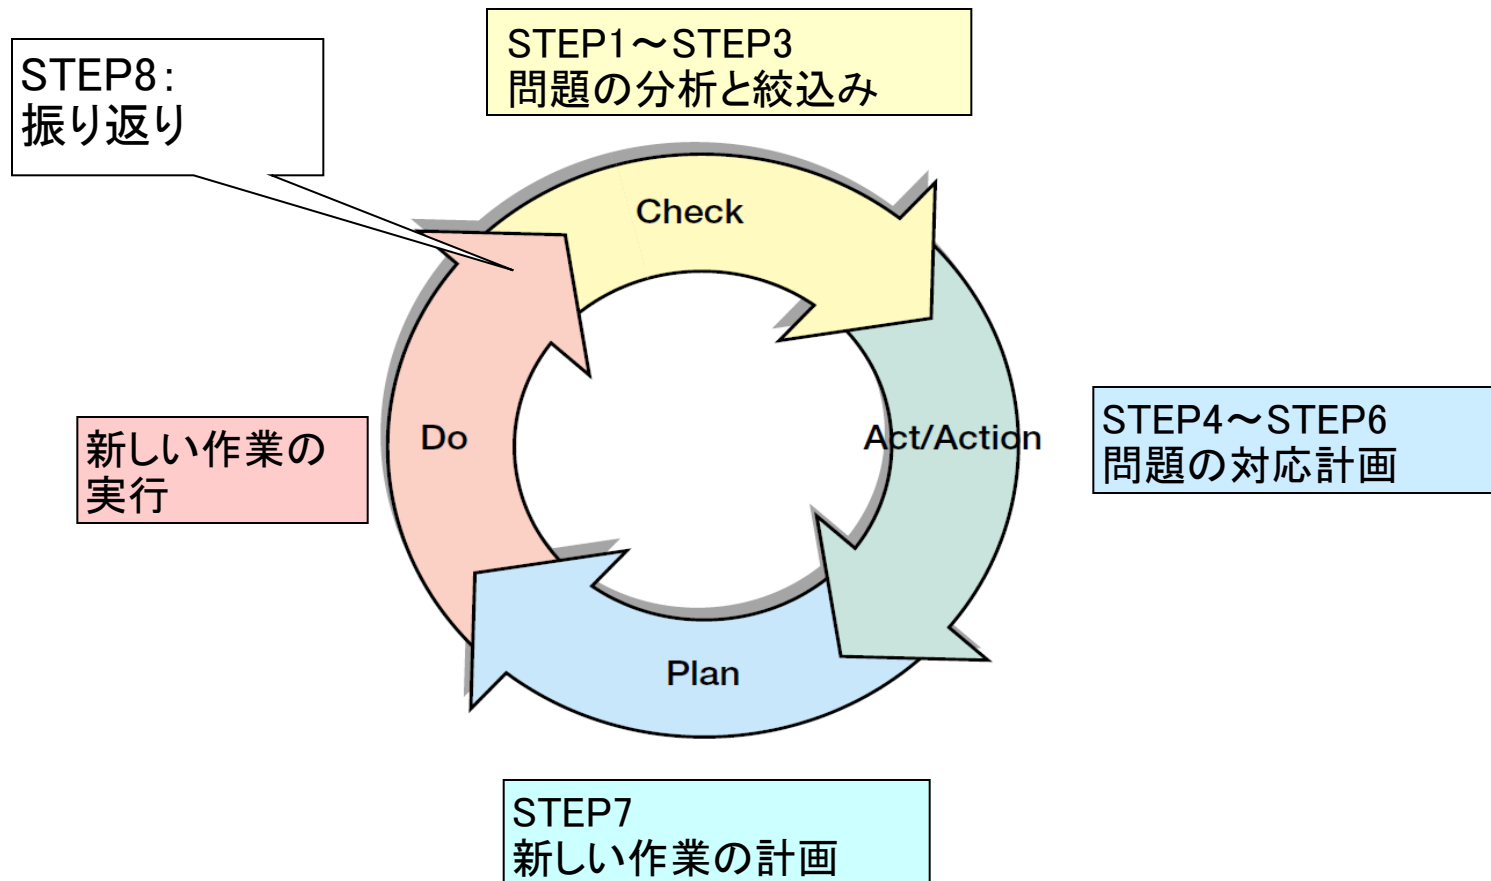 STEP1～STEP3
問題の分析と絞込み
STEP8：
振り返り
Check
Do
Act/Action
新しい作業の
実行
STEP4～STEP6
問題の対応計画
Plan
STEP7
新しい作業の計画